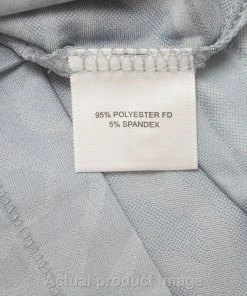 95% POLYESTER FD
5% SPANDEX
Actual product image